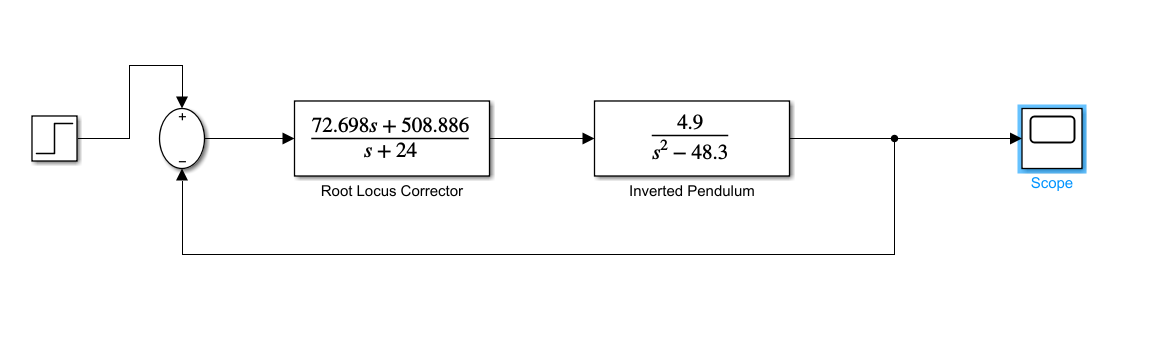 +
−
72.698s + 508.886
s + 24
Root Locus Corrector
4.9
s² − 48.3
Inverted Pendulum
Scope